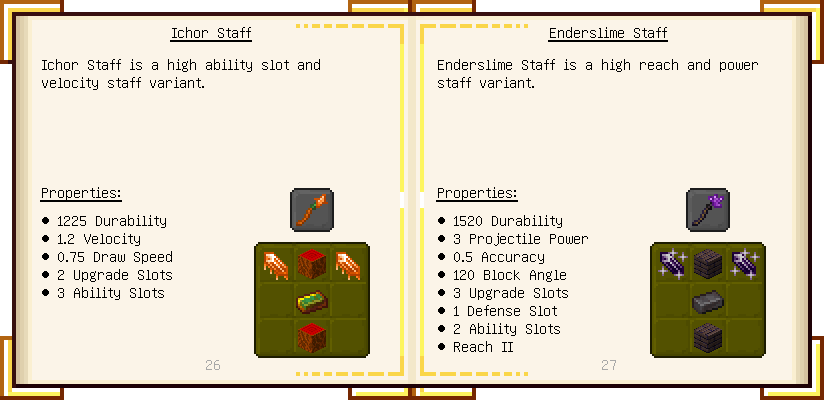 Ichor Staff
Ichor Staff is a high ability slot and
velocity staff variant.
Properties:
● 1225 Durability
● 1.2 Velocity
● 0.75 Draw Speed
● 2 Upgrade Slots
● 3 Ability Slots
26
Enderslime Staff
Enderslime Staff is a high reach and power
staff variant.
Properties:
● 1520 Durability
● 3 Projectile Power
● 0.5 Accuracy
● 120 Block Angle
● 3 Upgrade Slots
● 1 Defense Slot
● 2 Ability Slots
● Reach II
27